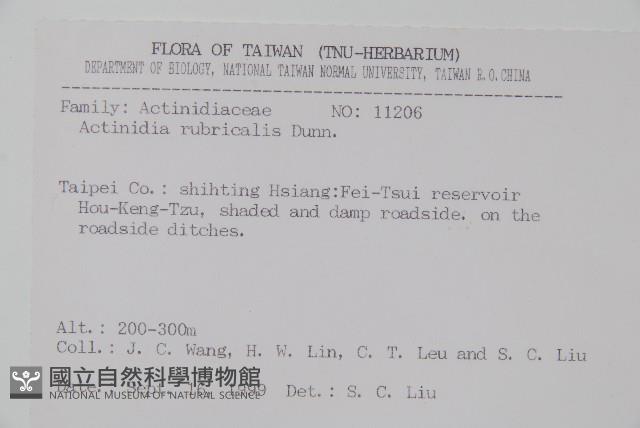 FLORA OF TAIWAN (TNU-HERBARIUM)
DEPARTMENT OF BIOLOGY, NATIONAL TAIWAN NORMAL UNIVERSITY, TAIWAN R.O.CHINA
Family: Actinidiaceae NO: 11206
Actinidia rubricalis Dunn.
Taipei Co.: shihting Hsiang:Fei-Tsui reservoir
Hou-Keng-Tzu, shaded and damp roadside. on the
roadside ditches.
Alt.: 200-300m
Coll.: J. C. Wang, H. W. Lin, C. T. Leu and S. C. Liu
國立自然科學博物館
Det.: S. C. Liu
NATIONAL MUSEUM OF NATURAL SCIENCE